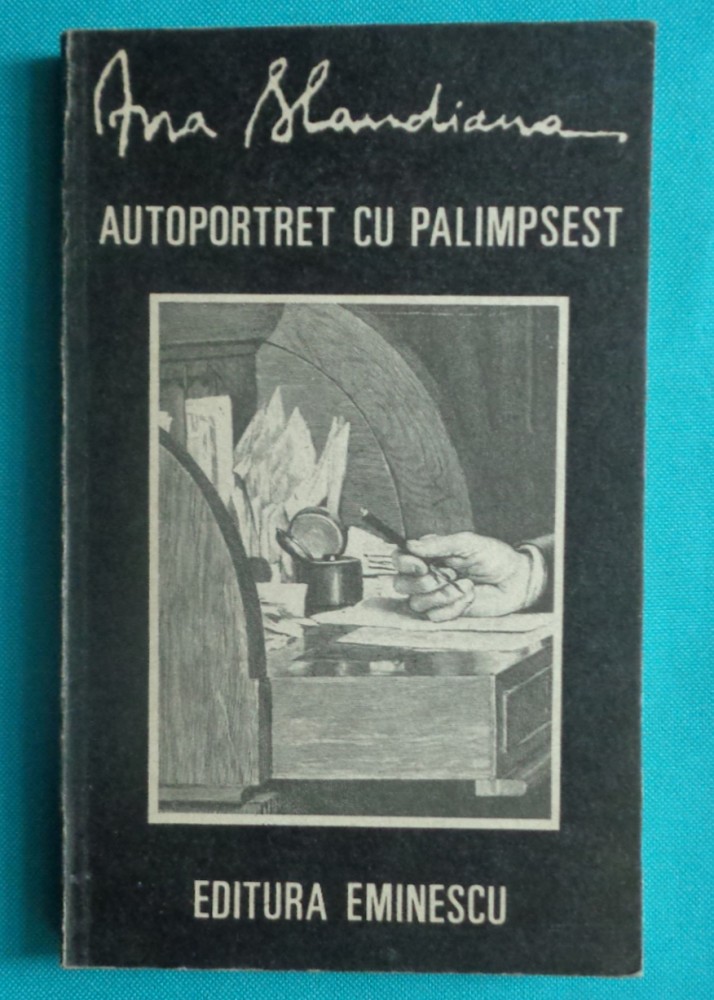 Ana Blandiana
AUTOPORTRET CU PALIMPSEST
EDITURA EMINESCU